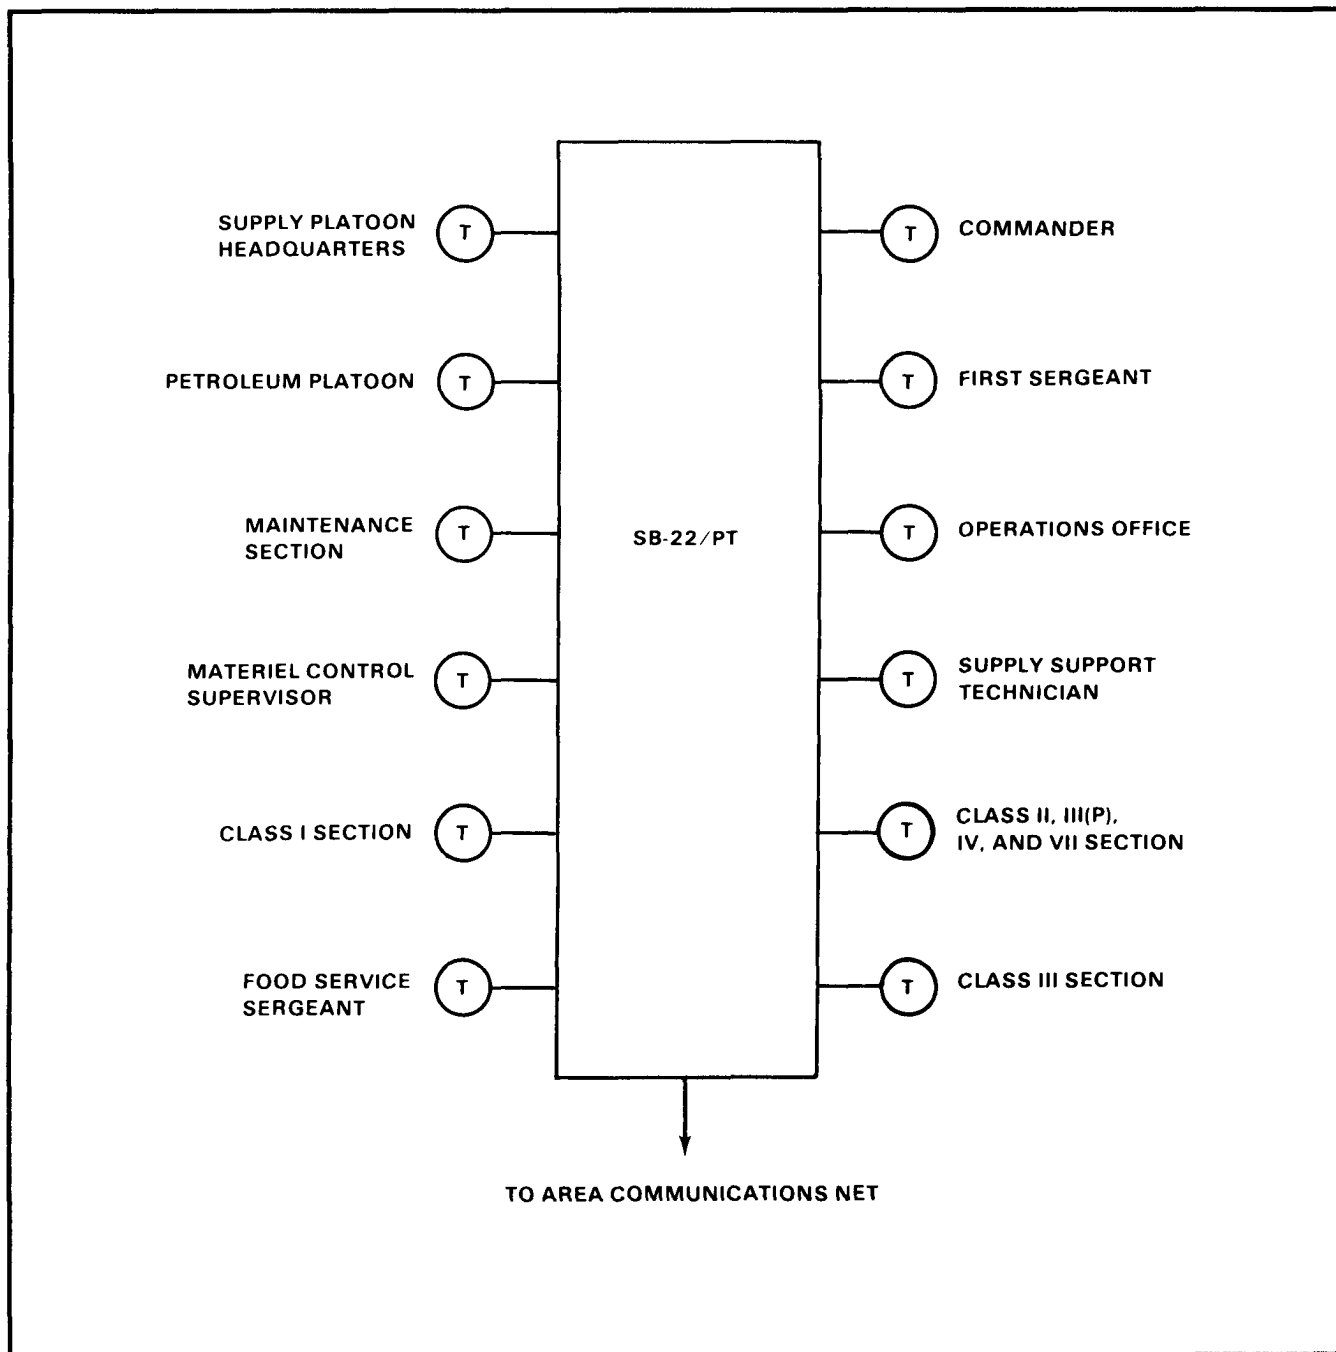 SUPPLY PLATOON
HEADQUARTERS
T
T
COMMANDER
PETROLEUM PLATOON
T
T
FIRST SERGEANT
MAINTENANCE
SECTION
T
SB-22/PT
T
OPERATIONS OFFICE
MATERIEL CONTROL
SUPERVISOR
T
T
SUPPLY SUPPORT
TECHNICIAN
CLASS I SECTION
T
T
CLASS II, III(P),
IV, AND VII SECTION
FOOD SERVICE
SERGEANT
T
T
CLASS III SECTION
TO AREA COMMUNICATIONS NET